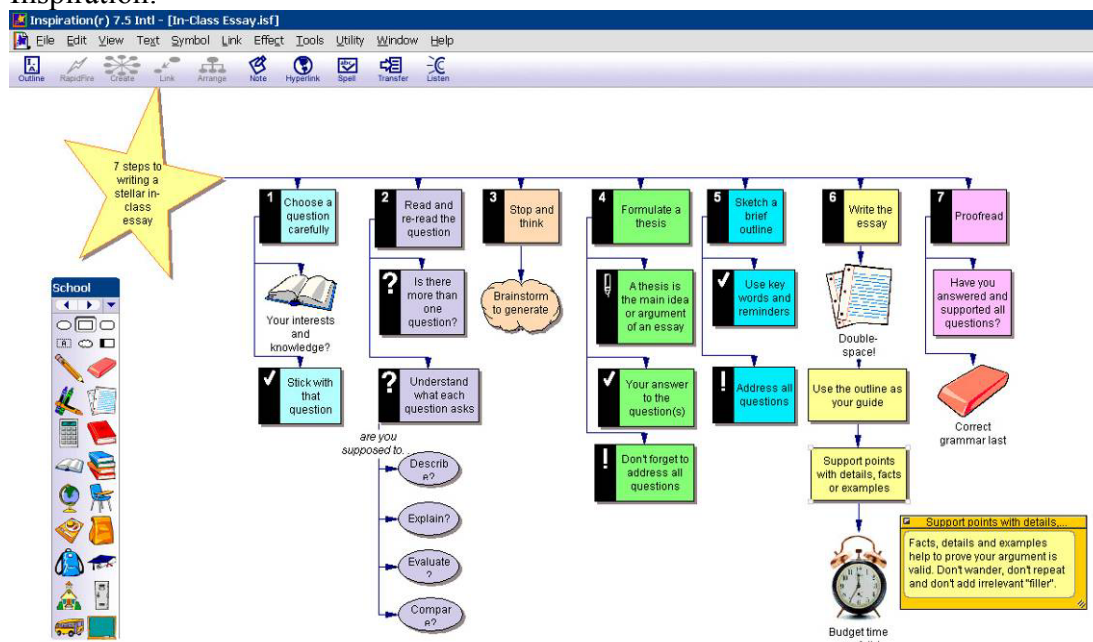 Inspiration.
Inspiration(r) 7.5 Intl - [In-Class Essay.isf]
File Edit View Text Symbol Link Effect Tools Utility Window Help
Outline RapidFire Create Link Arrange Note Hyperlink Spell Transfer Listen
7 steps to
writing a
stellar in-
class
essay
1
Choose a
question
carefully
Your interests
and
knowledge?
Stick with
that
question
2
Read and
re-read the
question
?
Is there
more than
one
question?
?
Understand
what each
question asks
are you
supposed to...
Describ
e?
Explain?
Evaluate
?
Compar
e?
3
Stop and
think
Brainstorm
to generate
4
Formulate a
thesis
A thesis is
the main idea
or argument
of an essay
Your answer
to the
question(s)
!
Don't forget to
address all
questions
5
Sketch a
brief
outline
Use key
words and
reminders
!
Address all
questions
6
Write the
essay
Double-
space!
Use the outline as
your guide
Support points
with details, facts
or examples
Budget time
7
Proofread
Have you
answered and
supported all
questions?
Correct
grammar last
Support points with details,...
Facts, details and examples
help to prove your argument is
valid. Don't wander, don't repeat
and don't add irrelevant "filler".
School
A